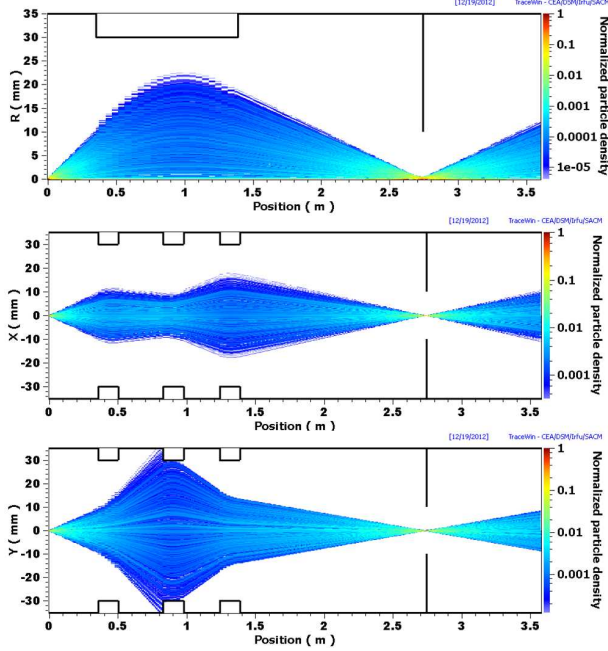 [12/19/2012] TraceWin - CEA/DSM/Irfu/SACM
35
30
25
20
15
10
5
0
R ( mm )
0 0.5 1 1.5 2 2.5 3 3.5
Position ( m )
1
0.1
0.01
0.001
0.0001
1e-05
Normalized particle density
[12/19/2012] TraceWin - CEA/DSM/Irfu/SACM
30
20
10
0
-10
-20
-30
X ( mm )
0 0.5 1 1.5 2 2.5 3 3.5
Position ( m )
1
0.1
0.01
0.001
Normalized particle density
[12/19/2012] TraceWin - CEA/DSM/Irfu/SACM
30
20
10
0
-10
-20
-30
Y ( mm )
0 0.5 1 1.5 2 2.5 3 3.5
Position ( m )
1
0.1
0.01
0.001
Normalized particle density